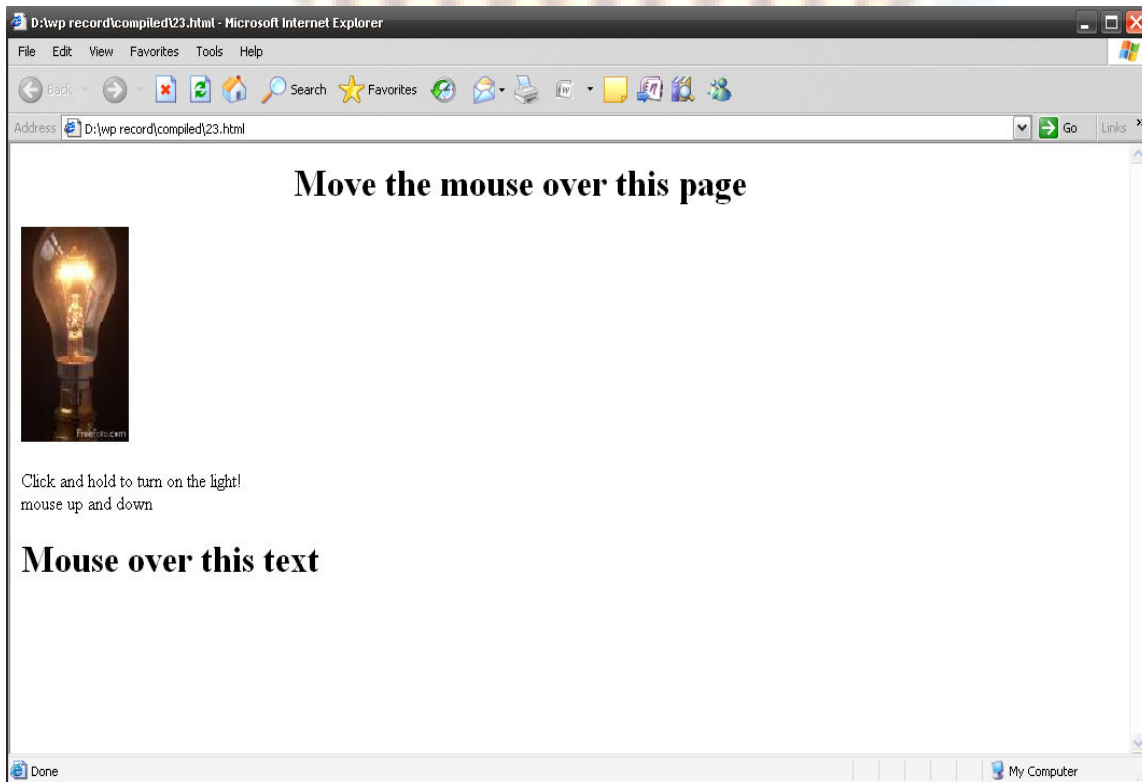 D:\wp record\compiled\23.html - Microsoft Internet Explorer
File Edit View Favorites Tools Help
Back Search Favorites
Address D:\wp record\compiled\23.html Go Links »
Move the mouse over this page
FreeFoto.com
Click and hold to turn on the light!
mouse up and down
Mouse over this text
Done My Computer